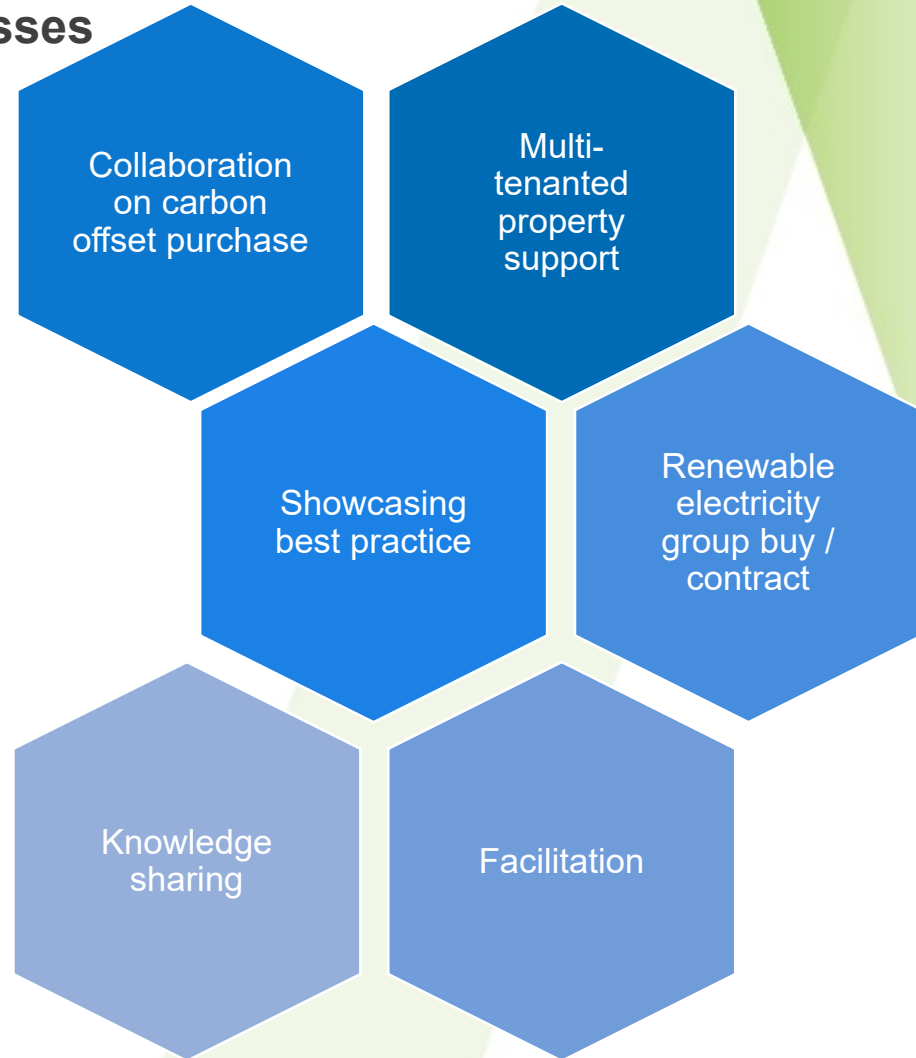 sses
Collaboration
on carbon
offset purchase
Multi-
tenanted
property
support
Showcasing
best practice
Renewable
electricity
group buy /
contract
Knowledge
sharing
Facilitation